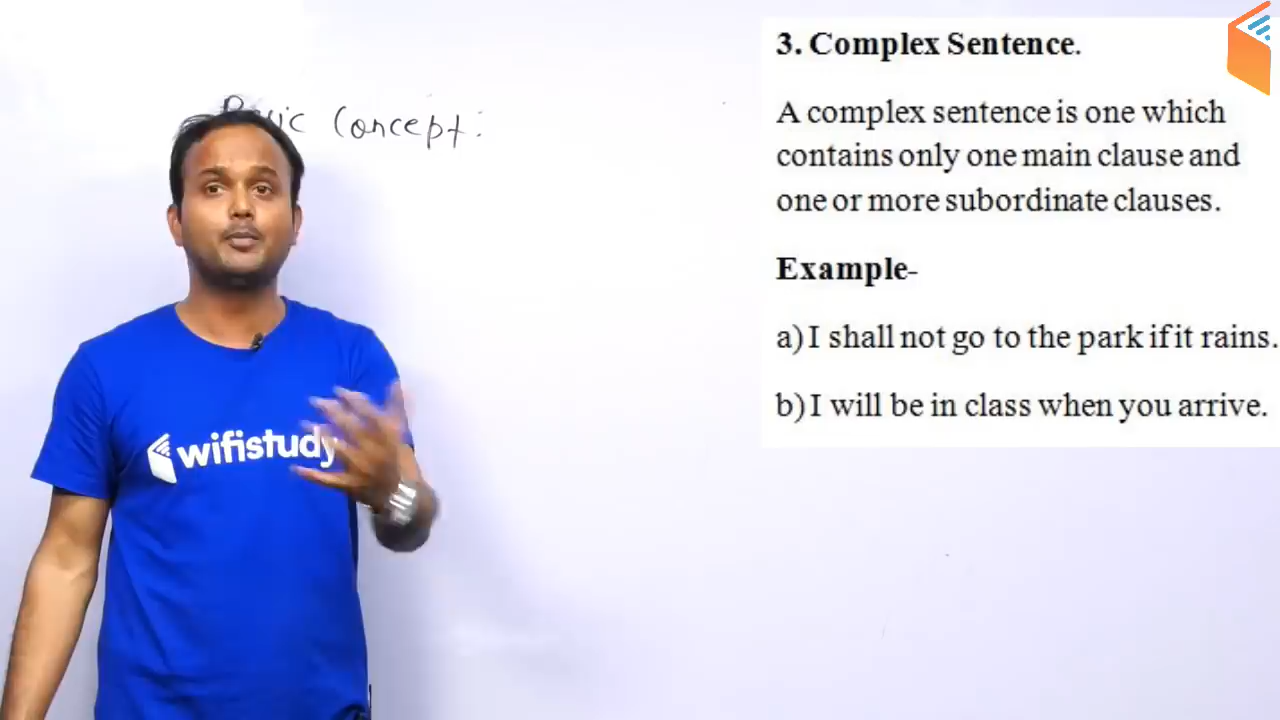 Basic Concept:
3. Complex Sentence.
A complex sentence is one which
contains only one main clause and
one or more subordinate clauses.
Example-
a) I shall not go to the park if it rains.
b) I will be in class when you arrive.
wifistudy